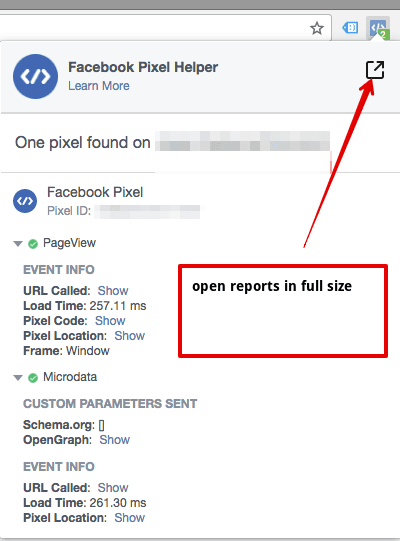 2
Facebook Pixel Helper
Learn More
One pixel found on
Facebook Pixel
Pixel ID:
PageView
EVENT INFO
URL Called: Show
Load Time: 257.11 ms
Pixel Code: Show
Pixel Location: Show
Frame: Window
open reports in full size
Microdata
CUSTOM PARAMETERS SENT
Schema.org: []
OpenGraph: Show
EVENT INFO
URL Called: Show
Load Time: 261.30 ms
Pixel Location: Show